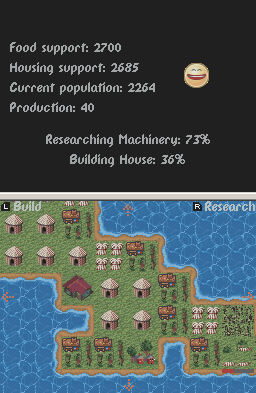 Food support: 2700
Housing support: 2685
Current population: 2264
Production: 40
Researching Machinery: 73%
Building House: 36%
L Build
R Research